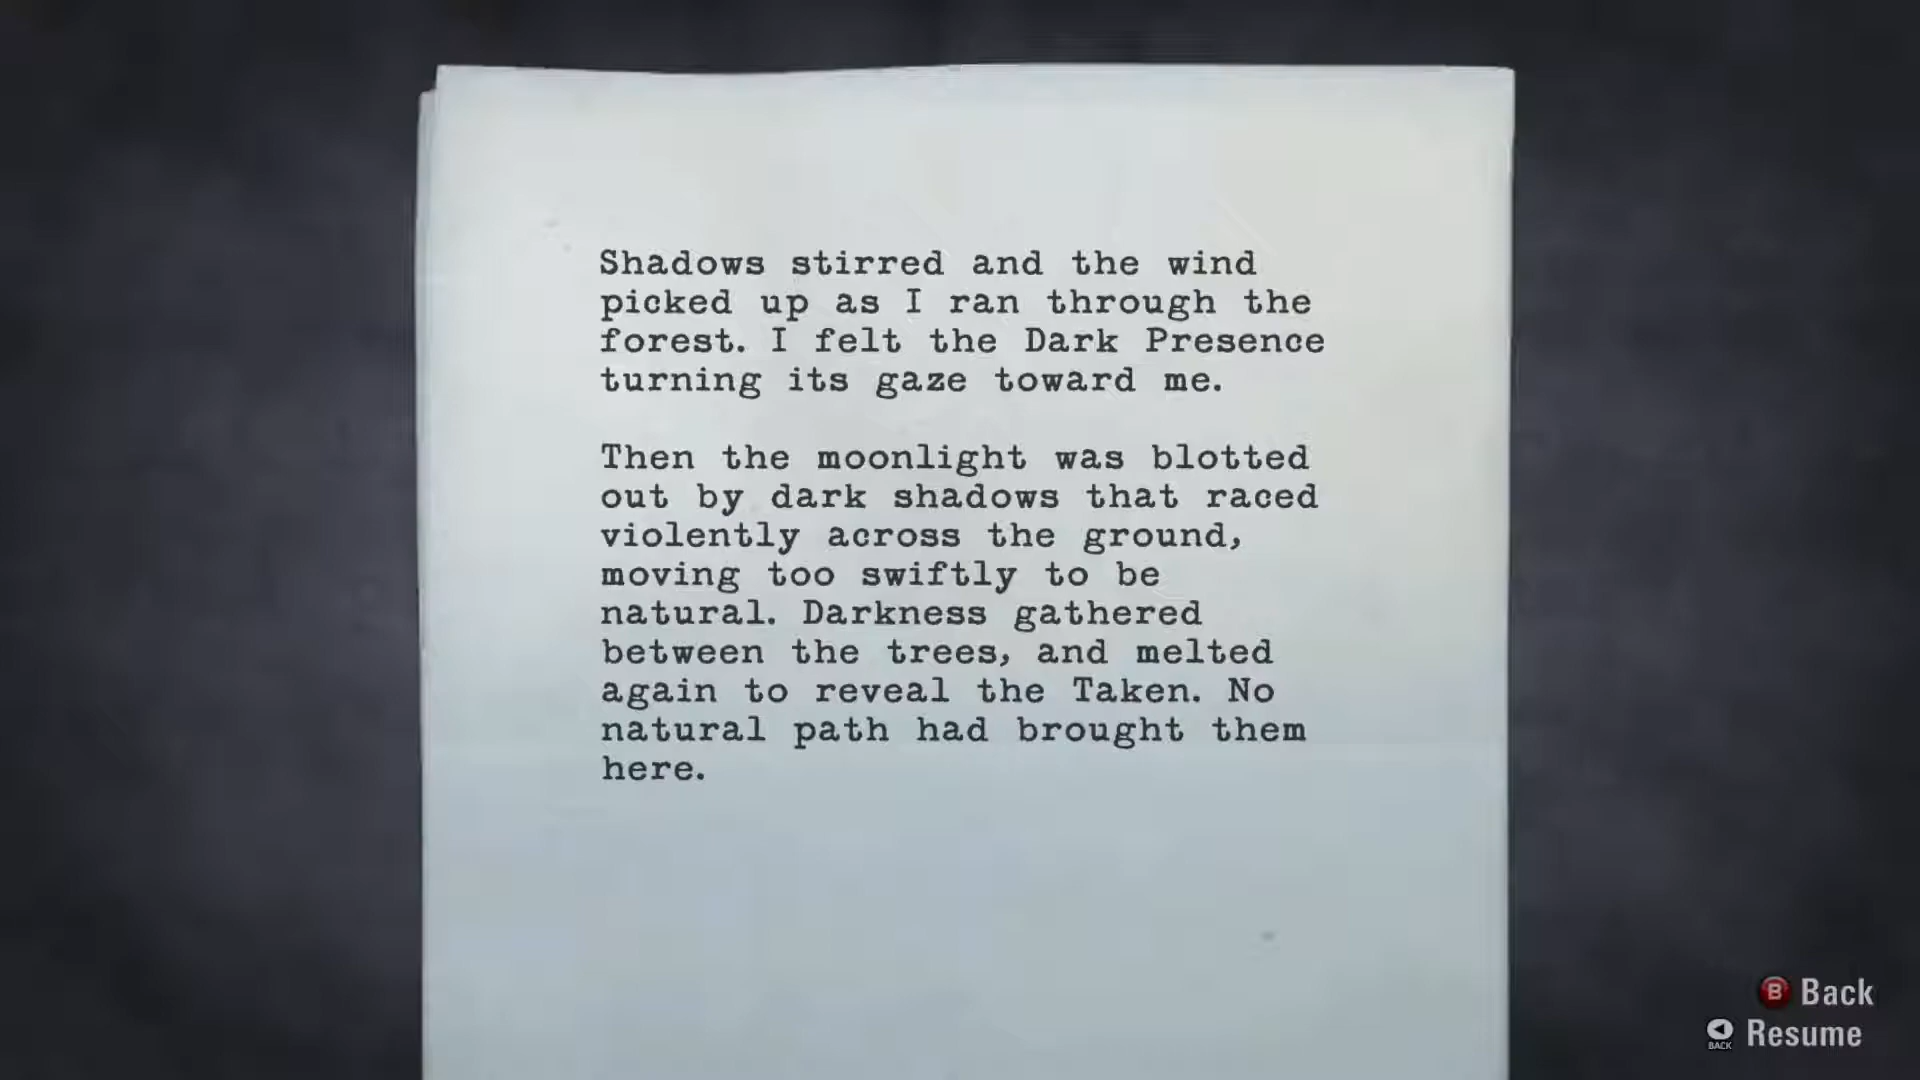 Shadows stirred and the wind
picked up as I ran through the
forest. I felt the Dark Presence
turning its gaze toward me.
Then the moonlight was blotted
out by dark shadows that raced
violently across the ground,
moving too swiftly to be
natural. Darkness gathered
between the trees, and melted
again to reveal the Taken. No
natural path had brought them
here.
B Back
BACK Resume